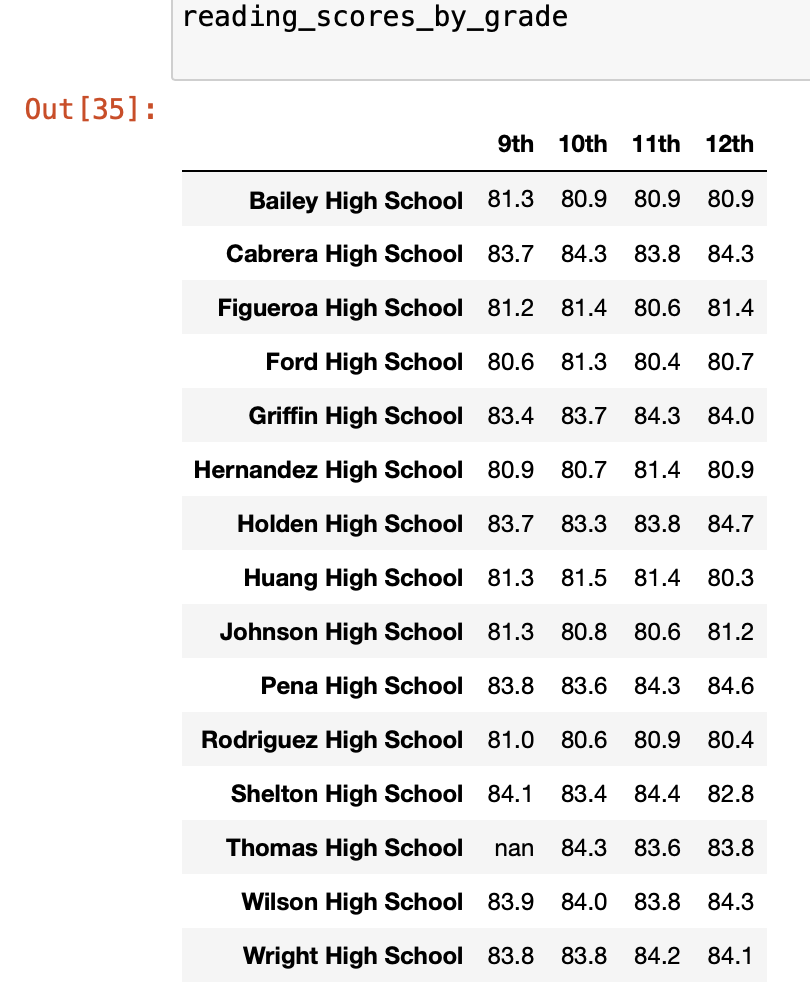 reading_scores_by_grade
Out[35]:
9th 10th 11th 12th
Bailey High School 81.3 80.9 80.9 80.9
Cabrera High School 83.7 84.3 83.8 84.3
Figueroa High School 81.2 81.4 80.6 81.4
Ford High School 80.6 81.3 80.4 80.7
Griffin High School 83.4 83.7 84.3 84.0
Hernandez High School 80.9 80.7 81.4 80.9
Holden High School 83.7 83.3 83.8 84.7
Huang High School 81.3 81.5 81.4 80.3
Johnson High School 81.3 80.8 80.6 81.2
Pena High School 83.8 83.6 84.3 84.6
Rodriguez High School 81.0 80.6 80.9 80.4
Shelton High School 84.1 83.4 84.4 82.8
Thomas High School nan 84.3 83.6 83.8
Wilson High School 83.9 84.0 83.8 84.3
Wright High School 83.8 83.8 84.2 84.1